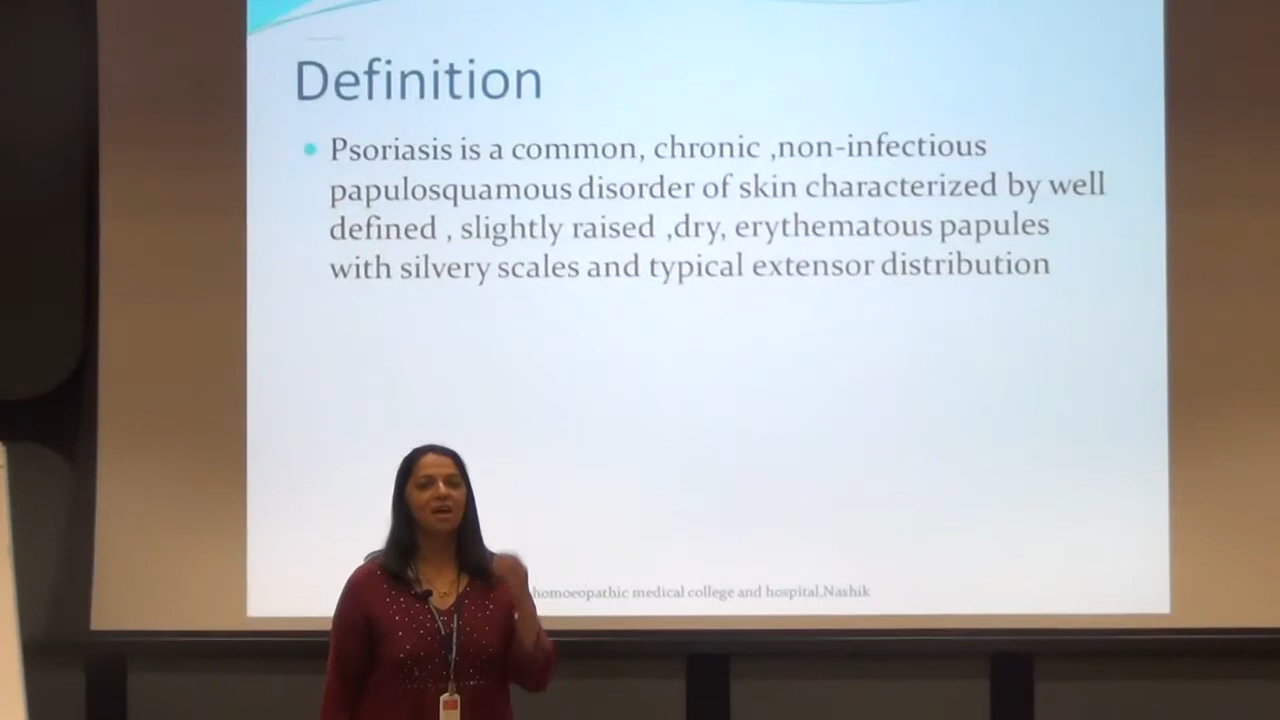 Definition
Psoriasis is a common, chronic ,non-infectious
papulosquamous disorder of skin characterized by well
defined , slightly raised ,dry, erythematous papules
with silvery scales and typical extensor distribution
homoeopathic medical college and hospital,Nashik